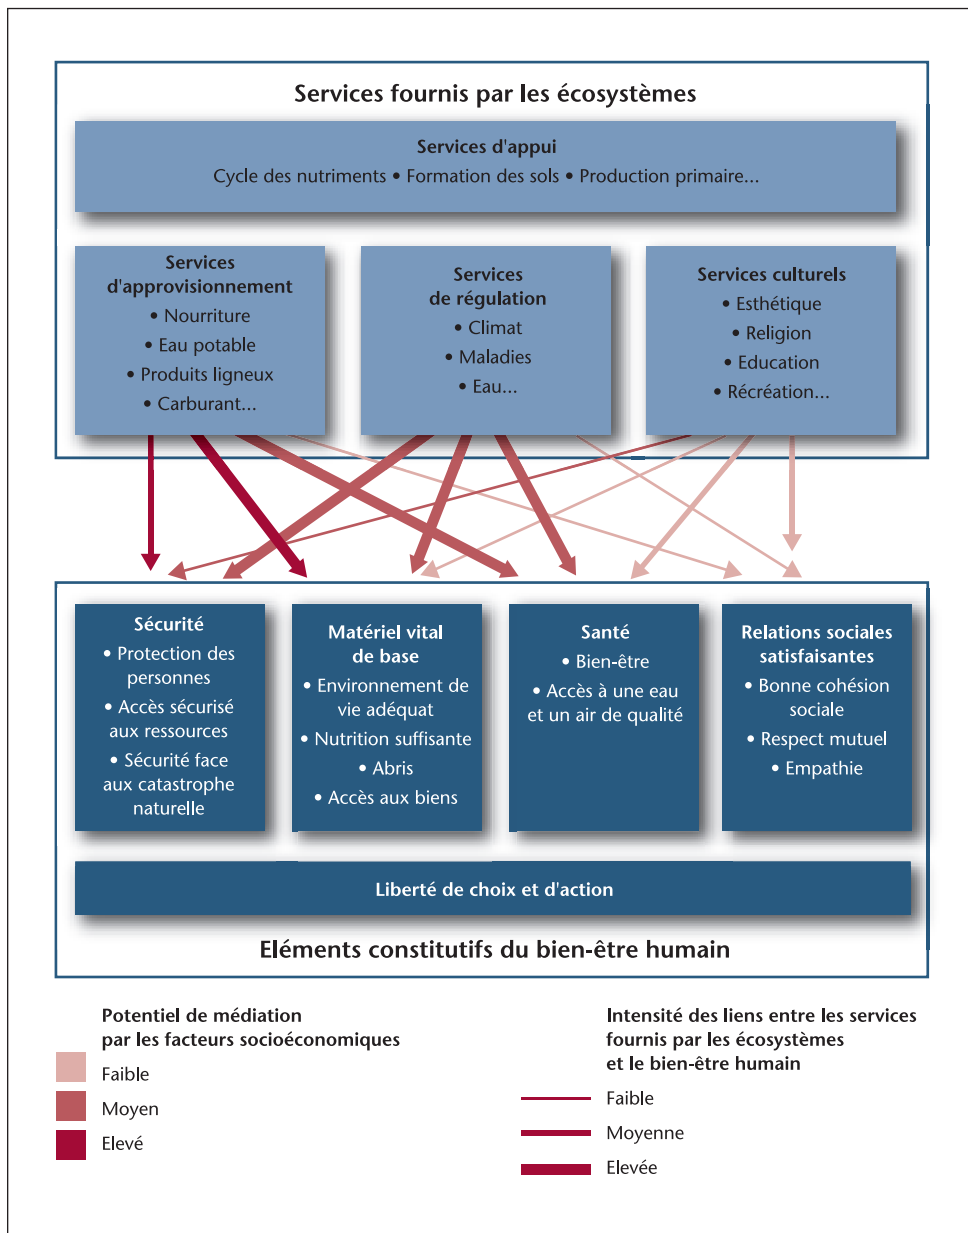 Services fournis par les écosystèmes
Services d'appui
Cycle des nutriments • Formation des sols • Production primaire...
Services
d'approvisionnement
• Nourriture
• Eau potable
• Produits ligneux
• Carburant...
Services
de régulation
• Climat
• Maladies
• Eau...
Services culturels
• Esthétique
• Religion
• Education
• Récréation...
Sécurité
• Protection des
personnes
• Accès sécurisé
aux ressources
• Sécurité face
aux catastrophe
naturelle
Matériel vital
de base
• Environnement de
vie adéquat
• Nutrition suffisante
• Abris
• Accès aux biens
Santé
• Bien-être
• Accès à une eau
et un air de qualité
Relations sociales
satisfaisantes
• Bonne cohésion
sociale
• Respect mutuel
• Empathie
Liberté de choix et d'action
Eléments constitutifs du bien-être humain
Potentiel de médiation
par les facteurs socioéconomiques
Faible
Moyen
Elevé
Intensité des liens entre les services
fournis par les écosystèmes
et le bien-être humain
Faible
Moyenne
Elevée